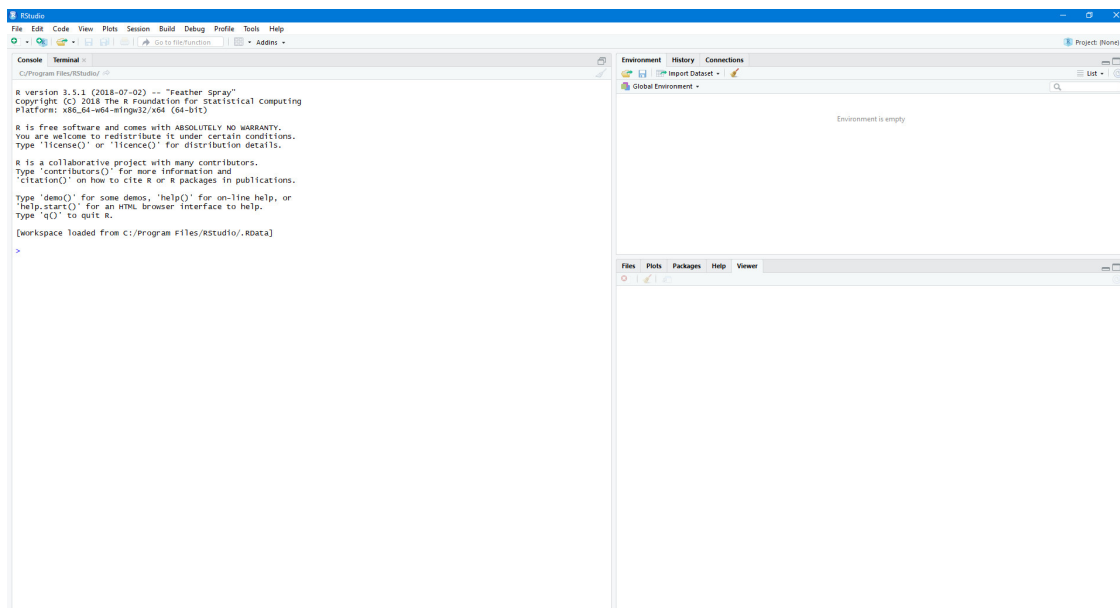 RStudio
File Edit Code View Plots Session Build Debug Profile Tools Help
Go to file/function Addins Project: (None)
Console Terminal
C:/Program Files/RStudio/
R version 3.5.1 (2018-07-02) -- "Feather Spray"
Copyright (C) 2018 The R Foundation for Statistical Computing
Platform: x86_64-w64-mingw32/x64 (64-bit)
R is free software and comes with ABSOLUTELY NO WARRANTY.
You are welcome to redistribute it under certain conditions.
Type 'license()' or 'licence()' for distribution details.
R is a collaborative project with many contributors.
Type 'contributors()' for more information and
'citation()' on how to cite R or R packages in publications.
Type 'demo()' for some demos, 'help()' for on-line help, or
'help.start()' for an HTML browser interface to help.
Type 'q()' to quit R.
[Workspace loaded from C:/Program Files/RStudio/.RData]
>
Environment History Connections
Import Dataset List
Global Environment
Environment is empty
Files Plots Packages Help Viewer